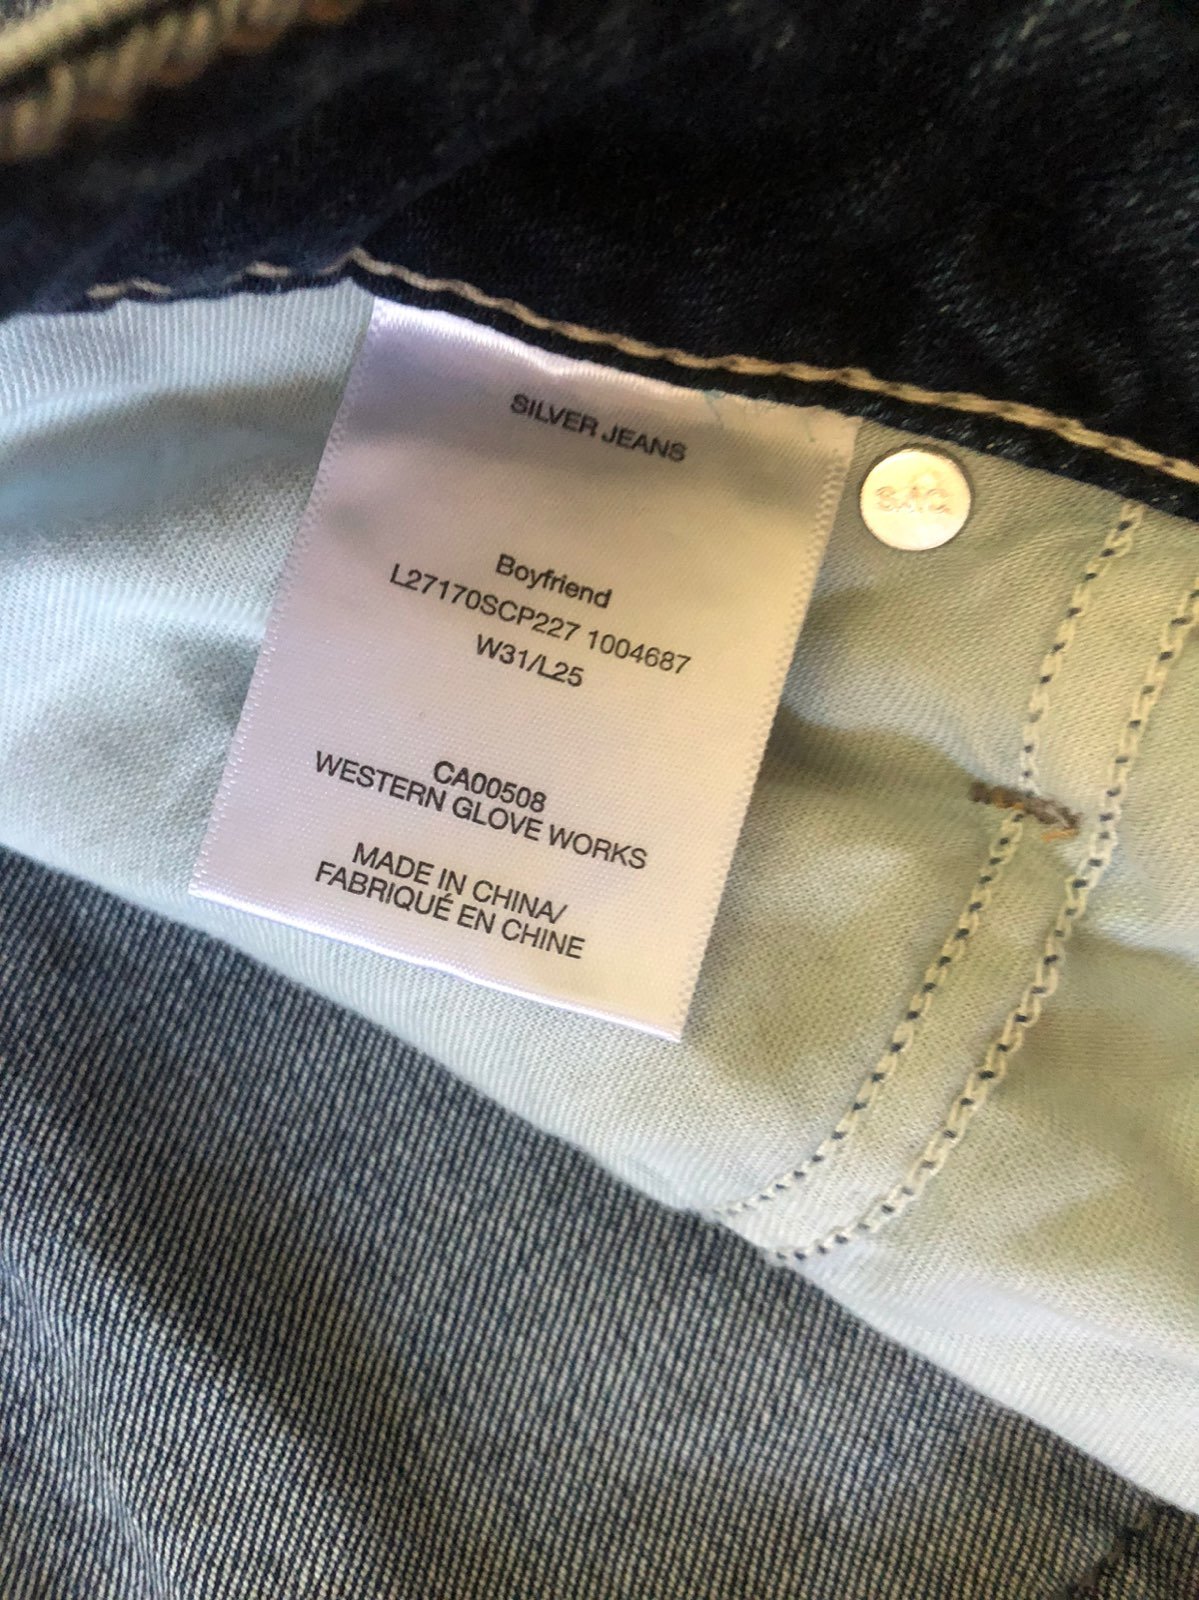 SILVER JEANS
Boyfriend
L27170SCP227 1004687
W31/L25
CA00508
WESTERN GLOVE WORKS
MADE IN CHINA/
FABRIQUÉ EN CHINE